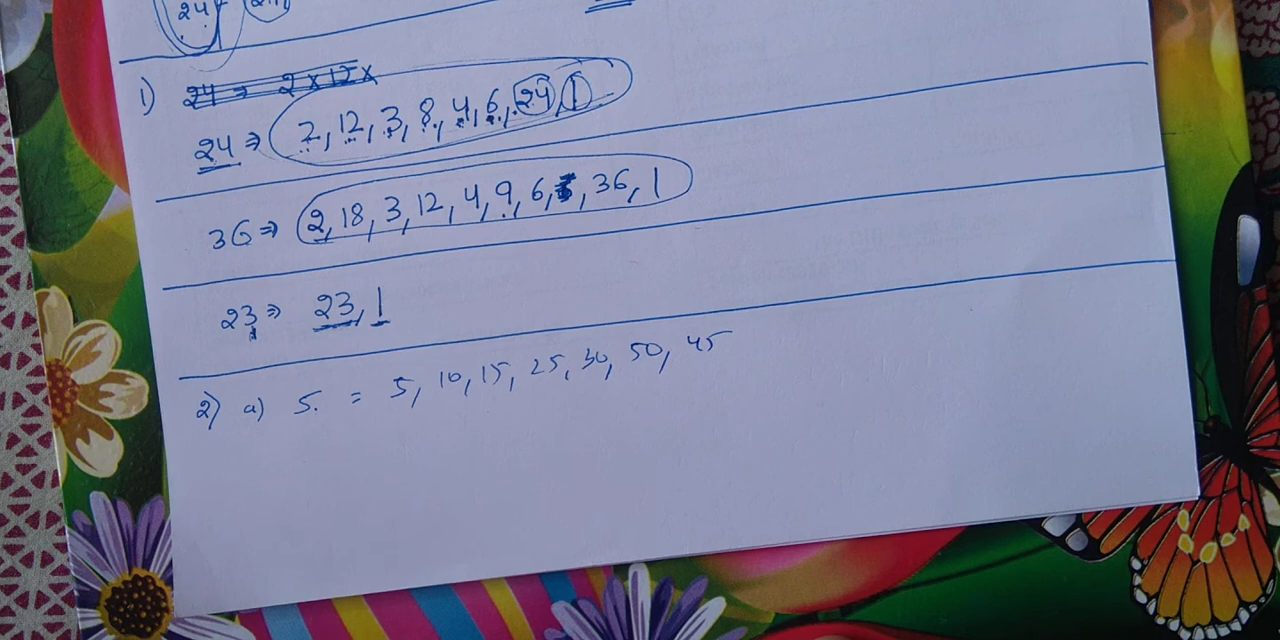 24
1) 24 = 2 x 12 x
24 ⇒ 2, 12, 3, 8, 4, 6, 24, 1
36 ⇒ 2, 18, 3, 12, 4, 9, 6, 36, 1
23 ⇒ 23, 1
2) a) 5. = 5, 10, 15, 25, 30, 50, 45